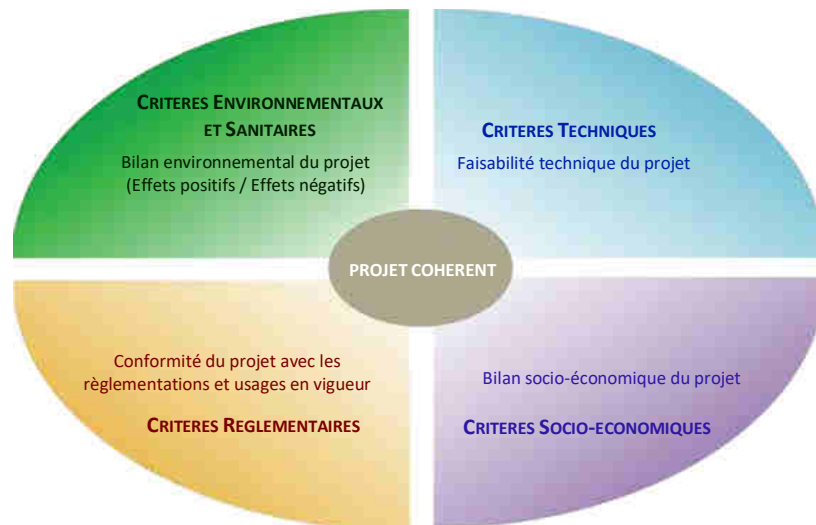 CRITERES ENVIRONNEMENTAUX
ET SANITAIRES
Bilan environnemental du projet
(Effets positifs / Effets négatifs)
CRITERES TECHNIQUES
Faisabilité technique du projet
PROJET COHERENT
Conformité du projet avec les
règlementations et usages en vigueur
CRITERES REGLEMENTAIRES
Bilan socio-économique du projet
CRITERES SOCIO-ECONOMIQUES